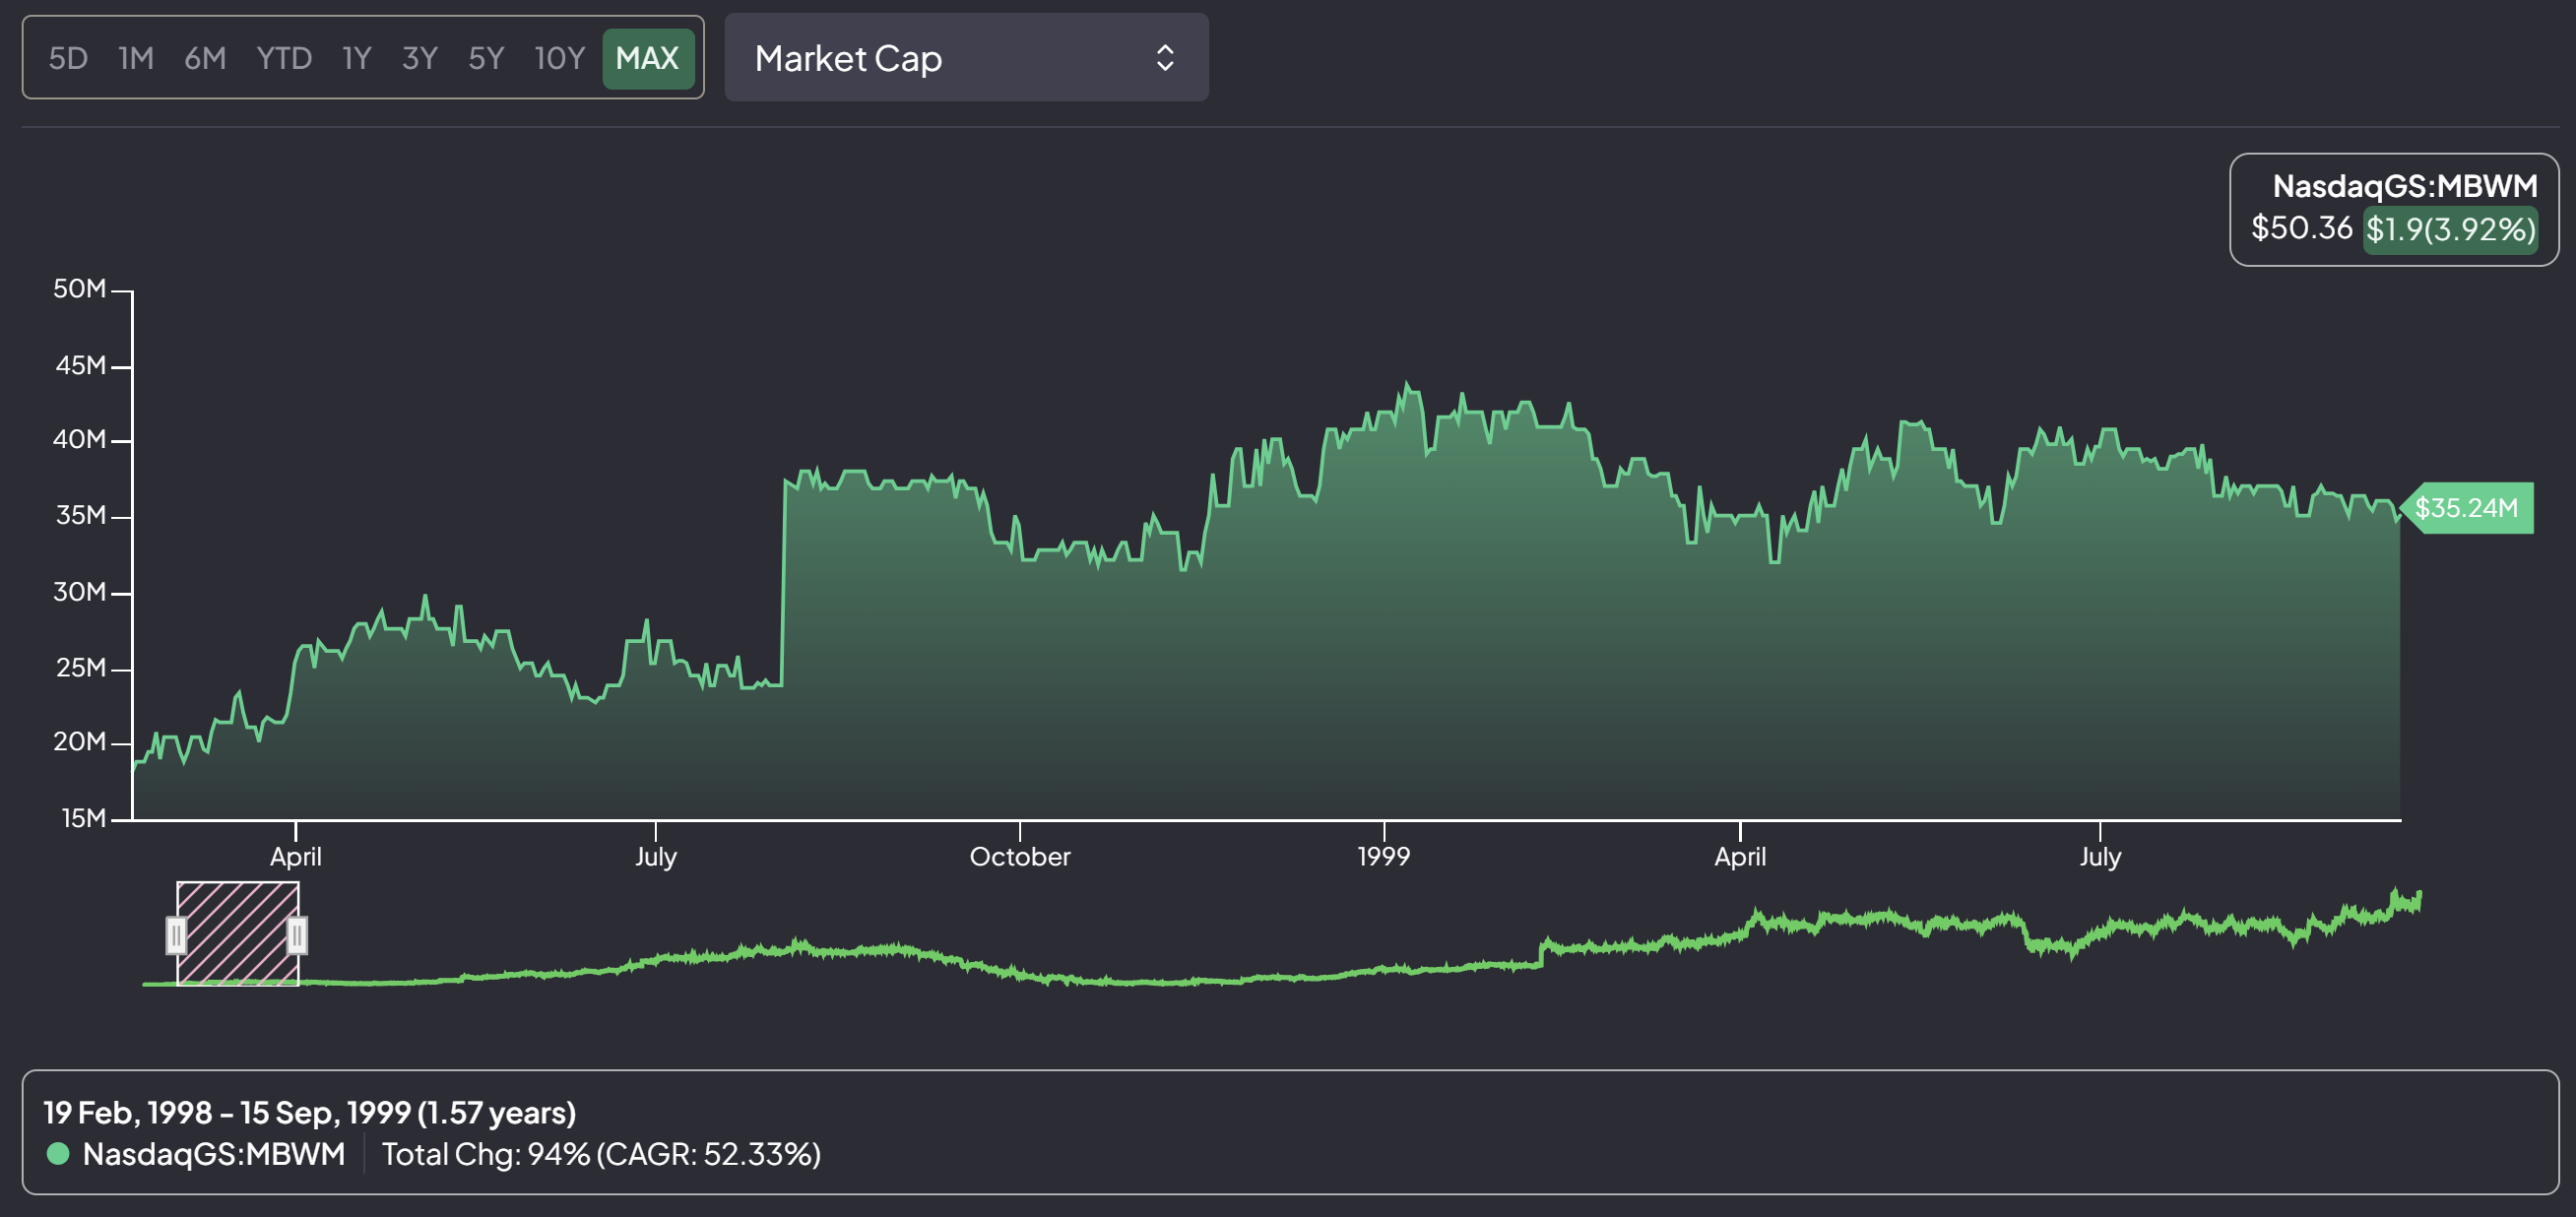 5D 1M 6M YTD 1Y 3Y 5Y 10Y MAX
Market Cap
NasdaqGS:MBWM
$50.36 $1.9(3.92%)
50M
45M
40M
35M
30M
25M
20M
15M
$35.24M
April July October 1999 April July
19 Feb, 1998 - 15 Sep, 1999 (1.57 years)
NasdaqGS:MBWM Total Chg: 94% (CAGR: 52.33%)